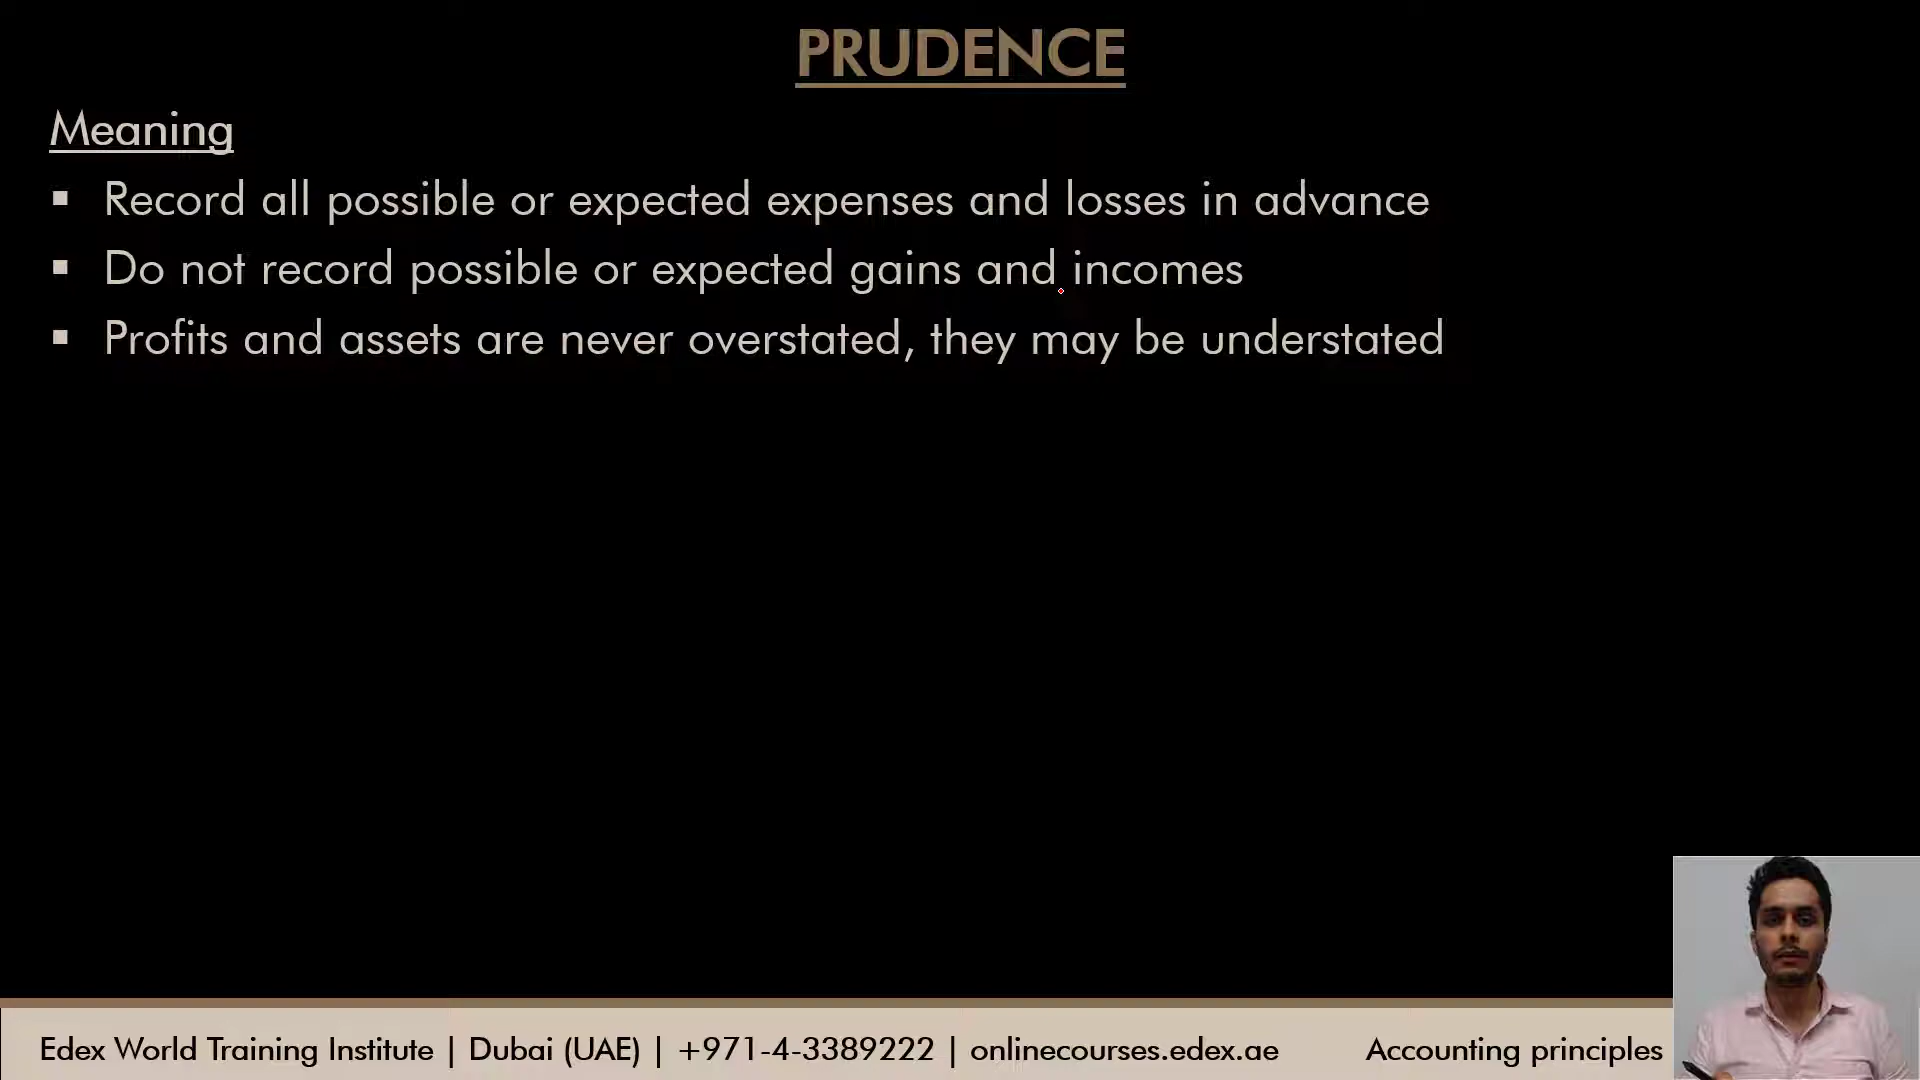 PRUDENCE
Meaning
▪ Record all possible or expected expenses and losses in advance
▪ Do not record possible or expected gains and incomes
▪ Profits and assets are never overstated, they may be understated
Edex World Training Institute | Dubai (UAE) | +971-4-3389222 | onlinecourses.edex.ae Accounting principles